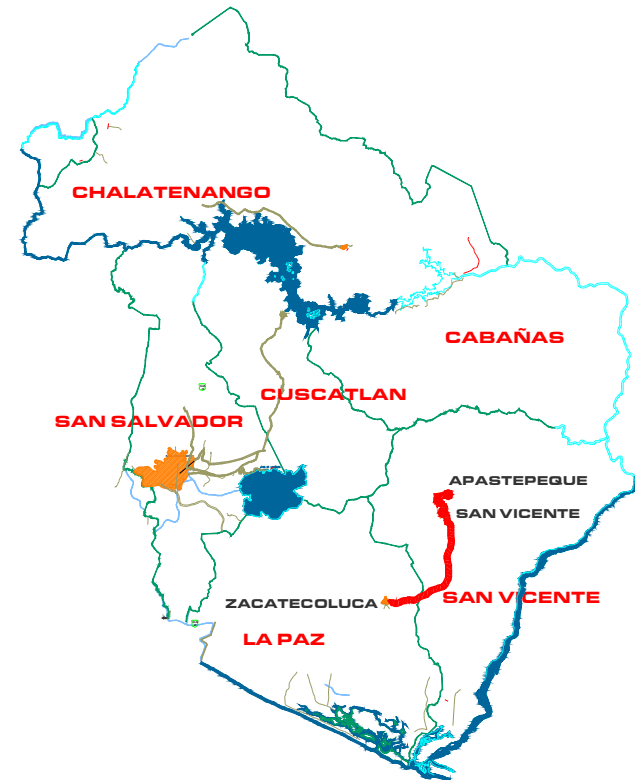 CHALATENANGO
CABAÑAS
CUSCATLAN
SAN SALVADOR
APASTEPEQUE
SAN VICENTE
ZACATECOLUCA
SAN VICENTE
LA PAZ